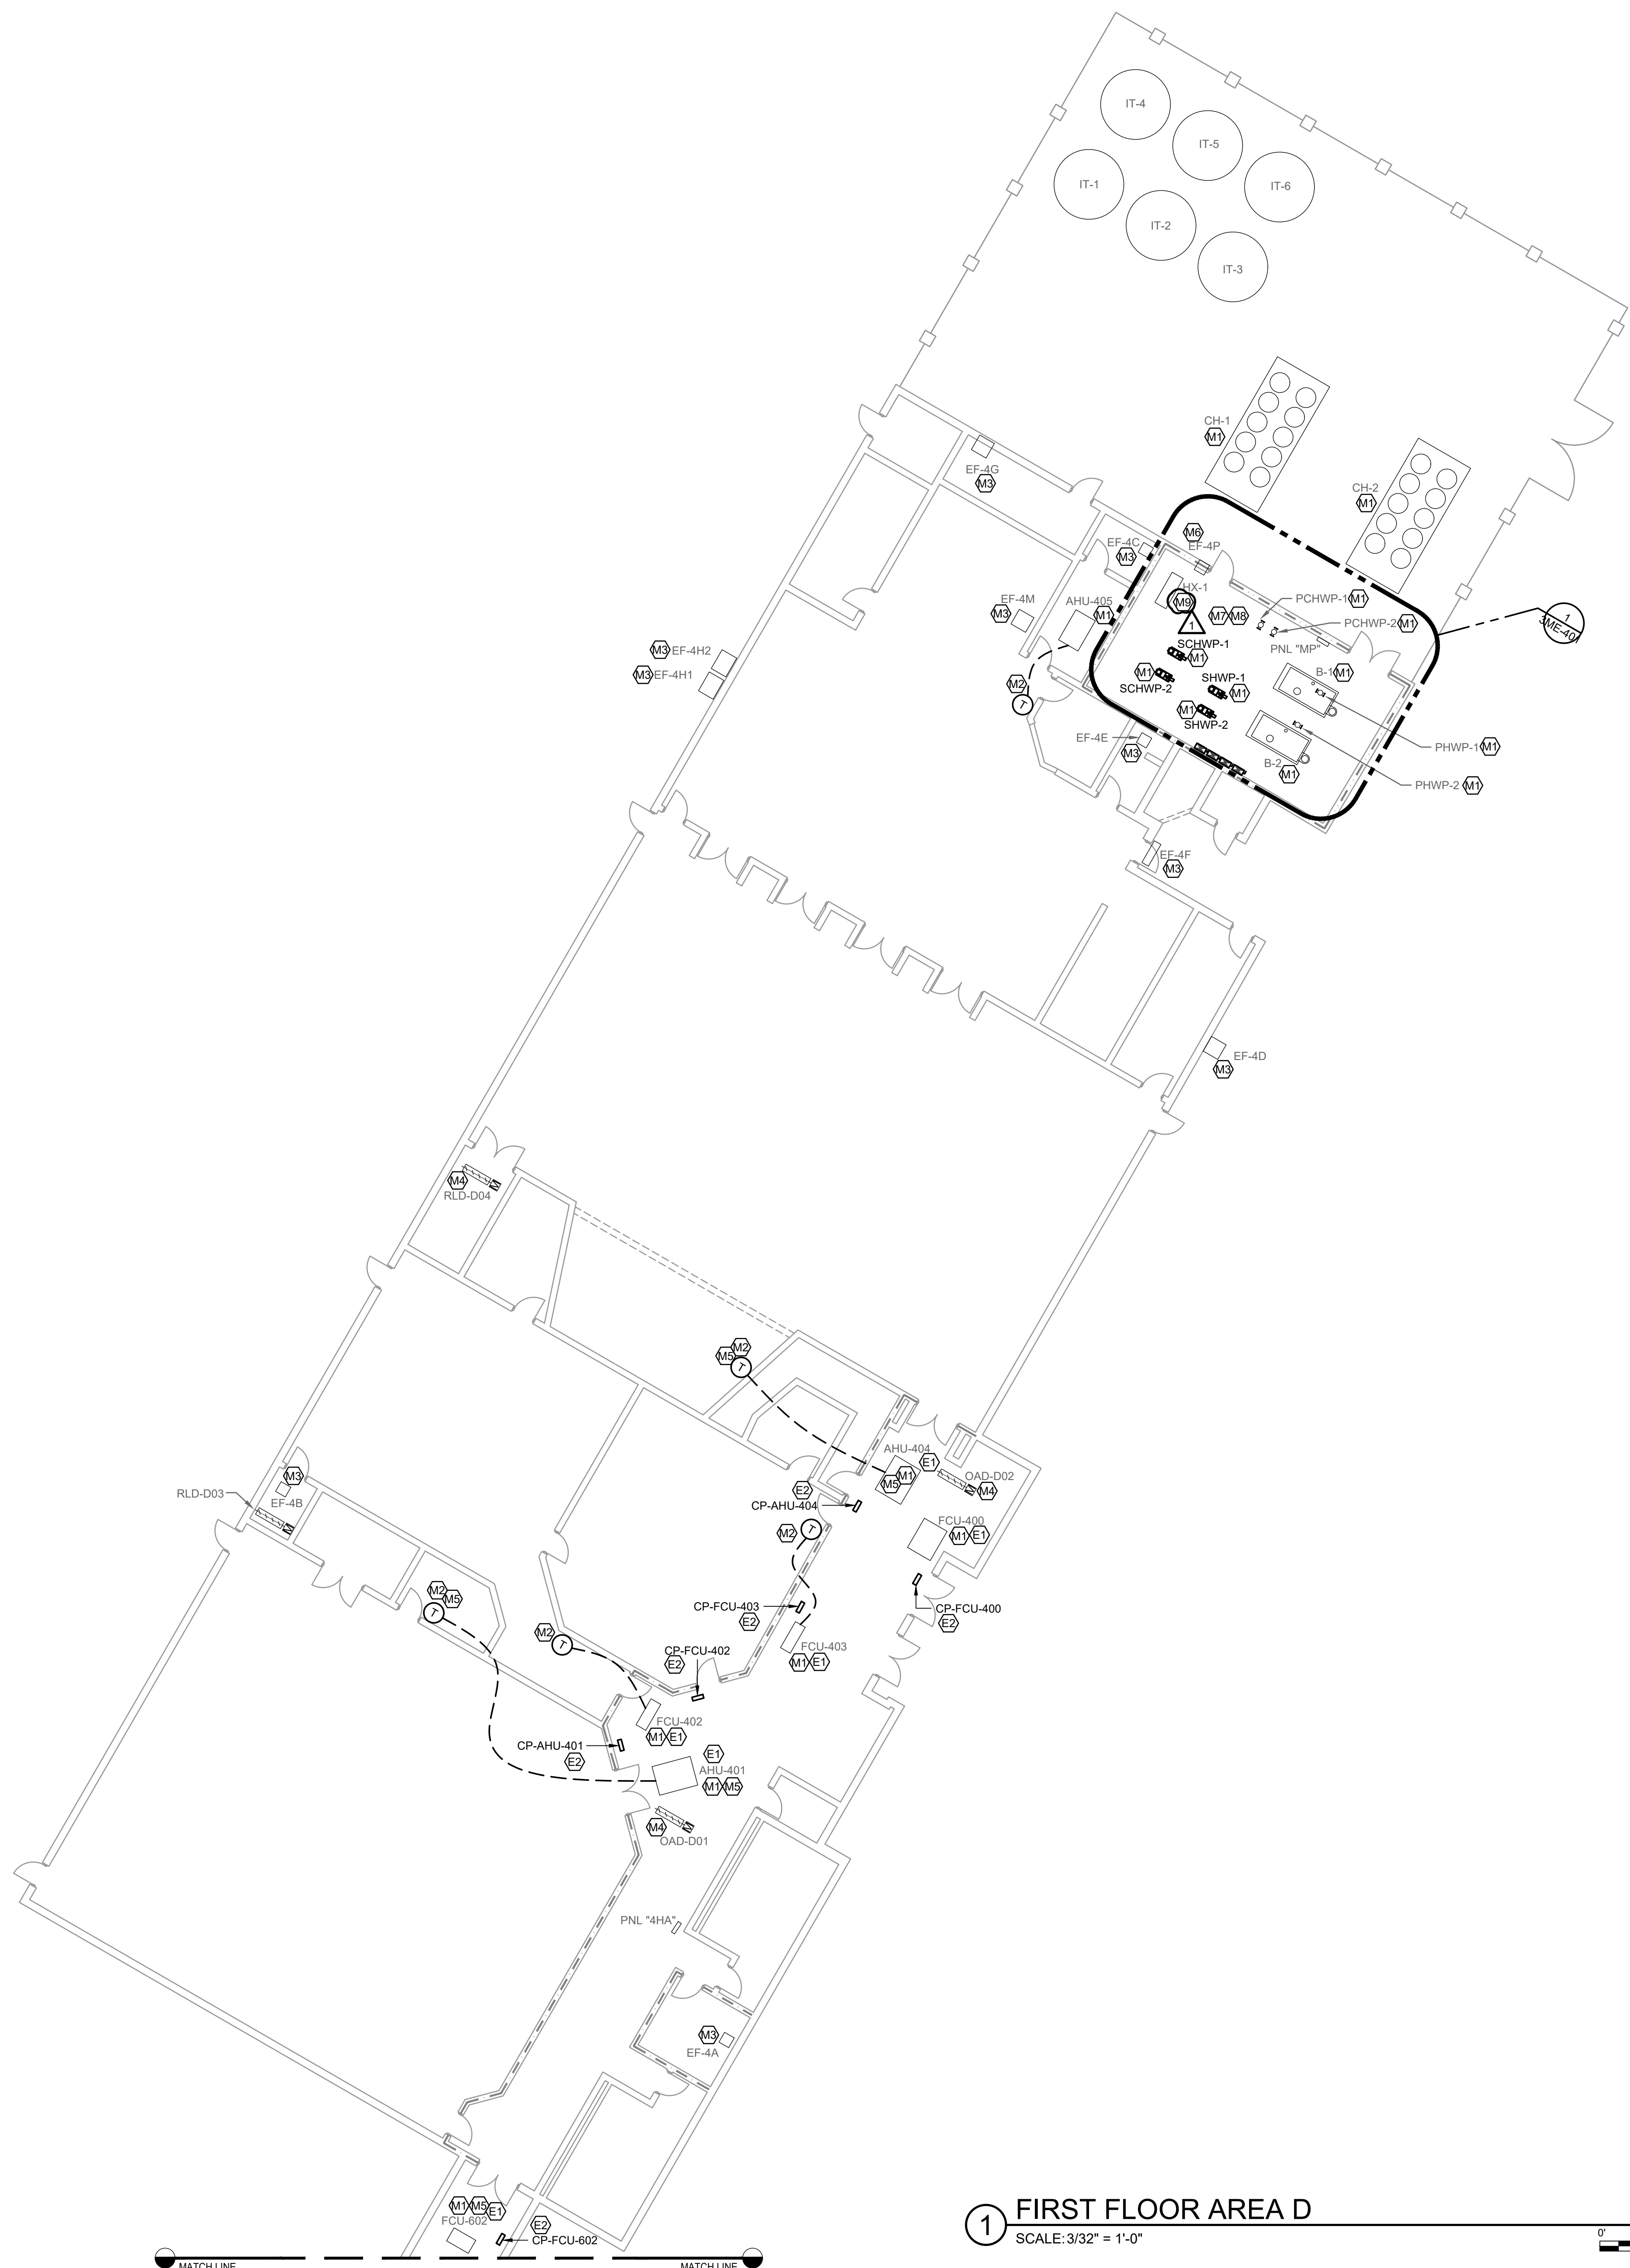 IT-4
IT-5
IT-1
IT-6
IT-2
IT-3
CH-1
M1
EF-4G
M3
CH-2
M1
M6
EF-4C
EF-4P
M3
HX-1
EF-4M
AHU-405
M9
PCHWP-1 M1
M3
M1
M7 M8
1
PCHWP-2 M1
1
3ME-401
SCHWP-1
PNL "MP"
M3 EF-4H2
M1
M3 EF-4H1
M1
B-1 M1
SHWP-1
M2
SCHWP-2
M1
T
M1
SHWP-2
EF-4E
PHWP-1 M1
M3
B-2
M1
PHWP-2 M1
EF-4F
M3
EF-4D
M3
M4
M
RLD-D04
M2
M5
T
AHU-404
E1
M1
OAD-D02
M5
M
M4
M3
RLD-D03
EF-4B
M
E2
CP-AHU-404
FCU-400
M2
T
M1 E1
M2
M5
T
CP-FCU-403
E2
CP-FCU-400
E2
M2
T
FCU-403
M1 E1
CP-FCU-402
E2
FCU-402
M1 E1
CP-AHU-401
E2
E1
AHU-401
M1 M5
M4
M
OAD-D01
PNL "4HA"
M3
EF-4A
M1 M5 E1
FCU-602
E2
CP-FCU-602
1
FIRST FLOOR AREA D
SCALE: 3/32" = 1'-0"
0'
MATCH LINE
MATCH LINE